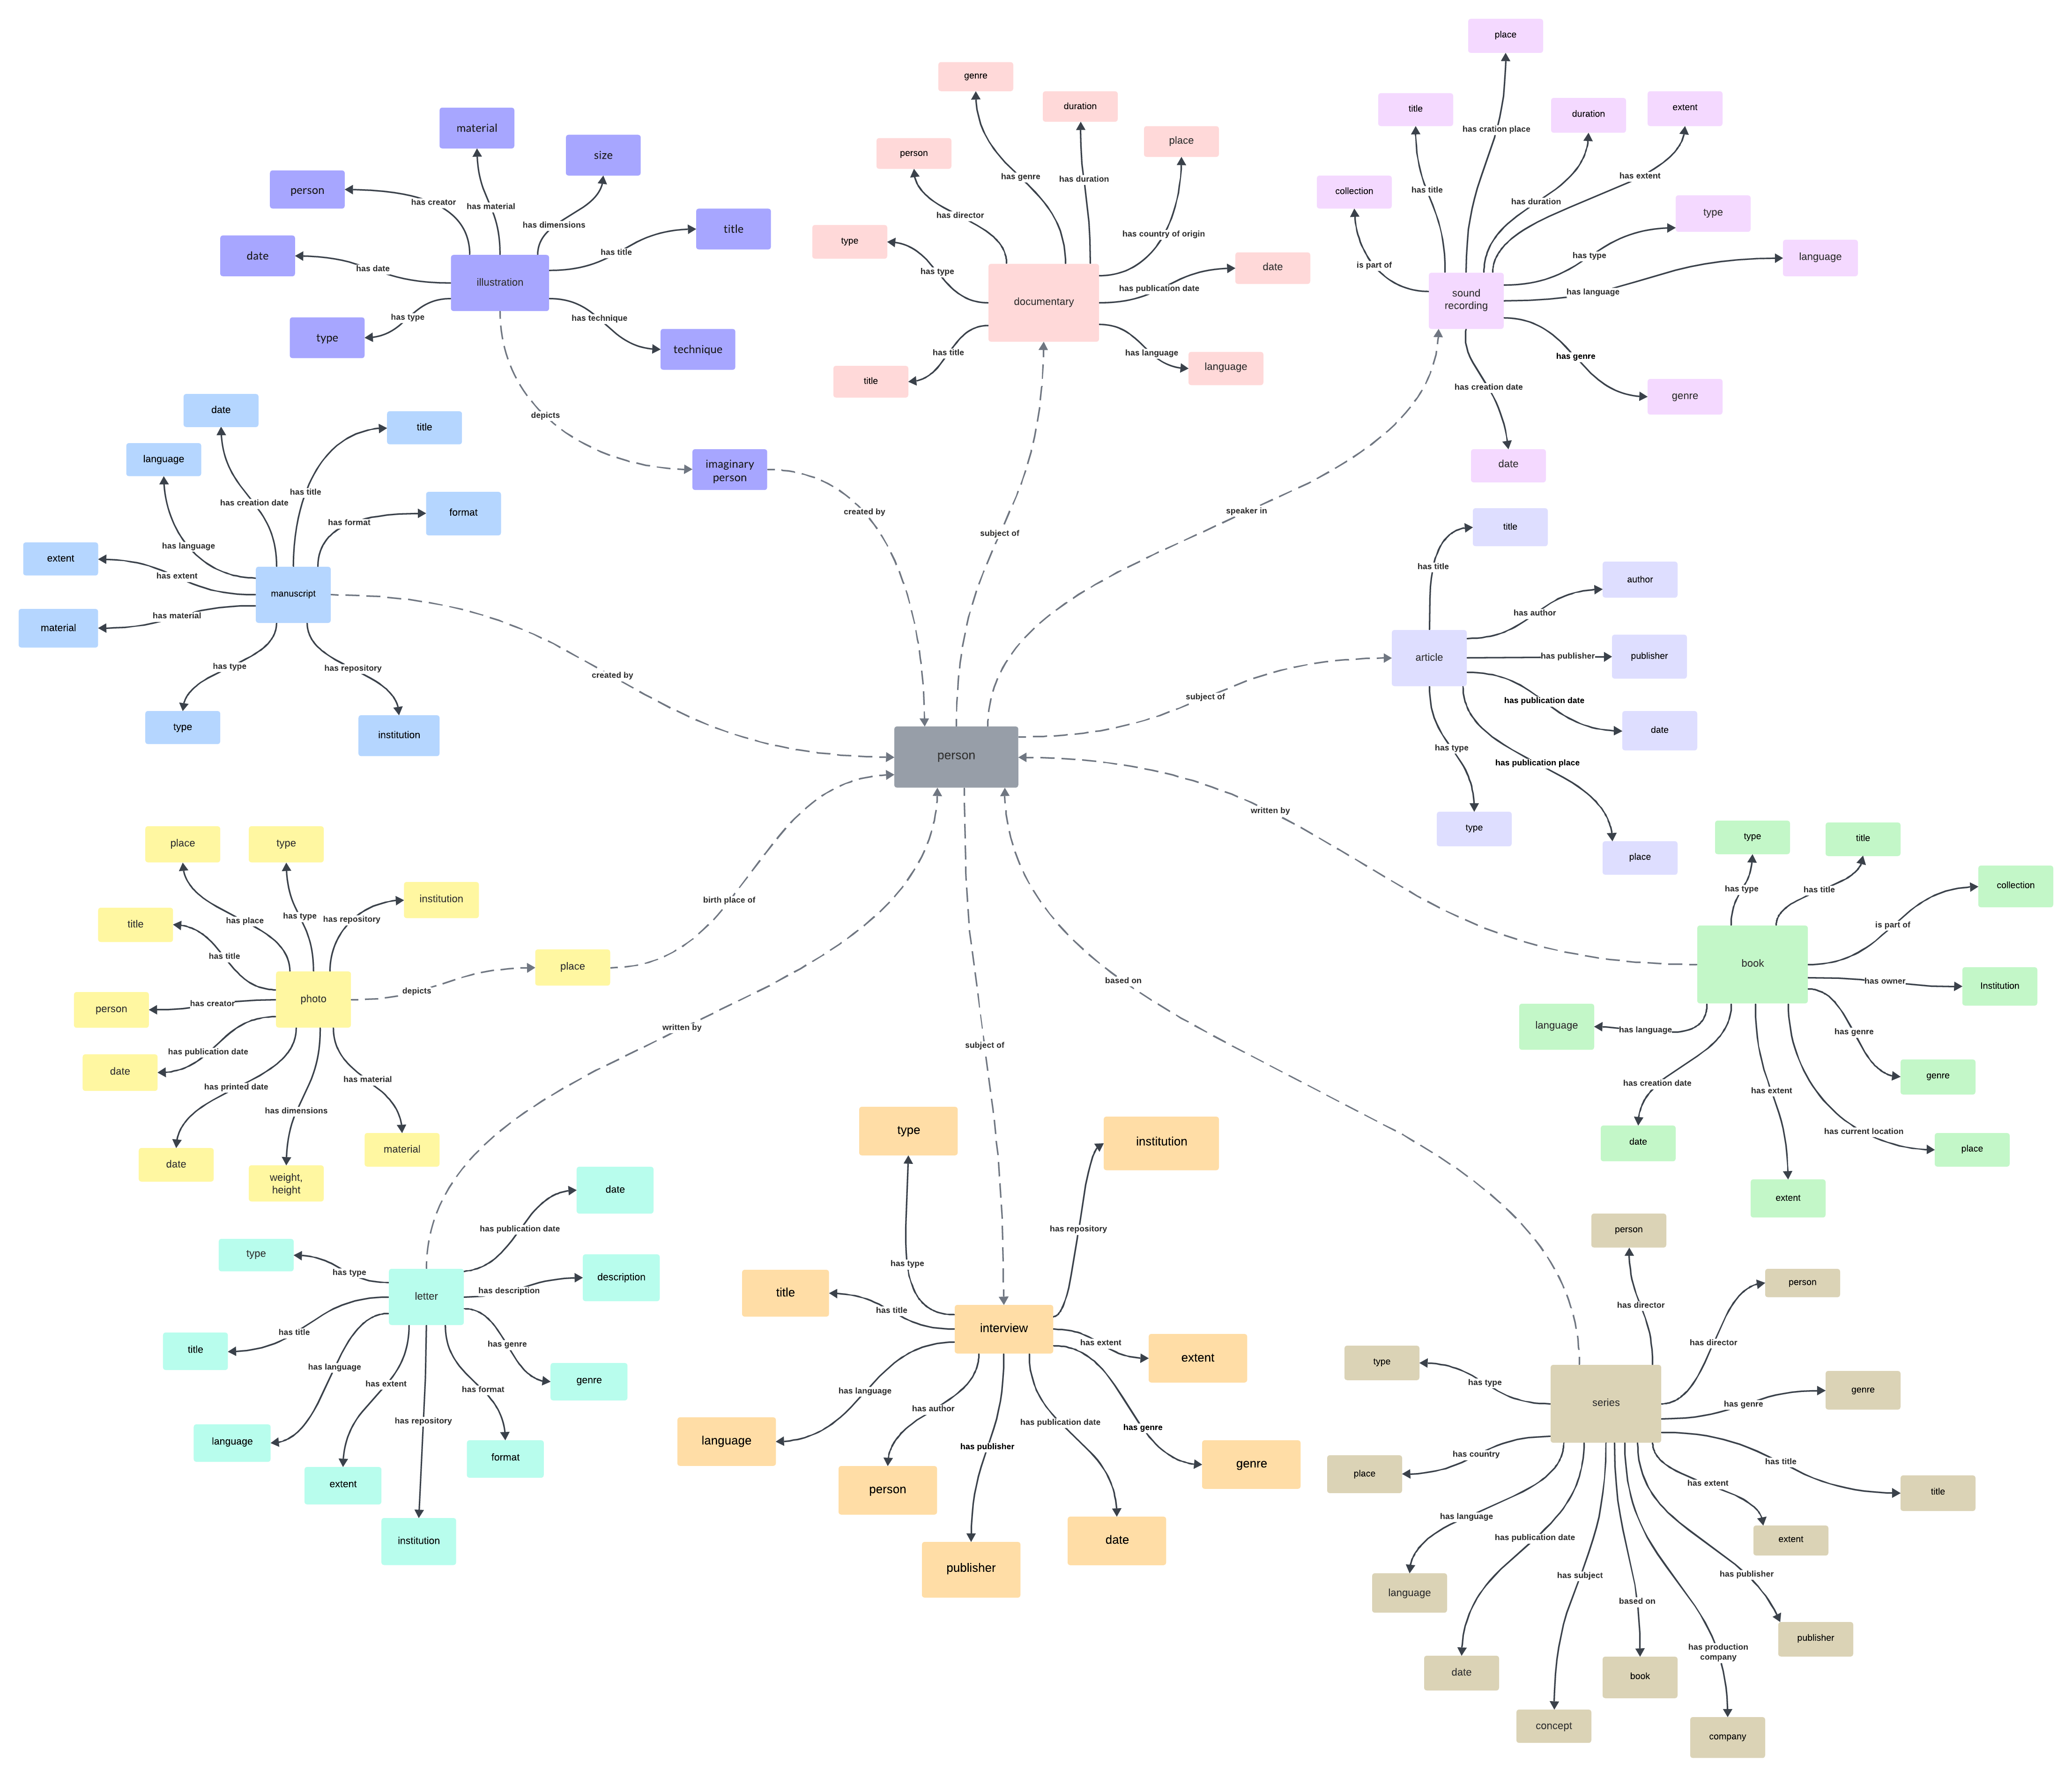 material
size
person
has creator
has material
has dimensions
title
date
has date
has title
illustration
has type
has technique
type
technique
depicts
imaginary
person
created by
genre
duration
person
place
has genre
has duration
has director
type
has country of origin
date
has type
documentary
has publication date
has title
has language
title
language
subject of
place
title
duration
extent
has cration place
collection
has title
has duration
has extent
type
is part of
has type
language
sound
recording
has language
has genre
has creation date
genre
date
speaker in
date
title
language
has creation date
has title
format
has format
has language
extent
has extent
manuscript
material
has material
has type
has repository
type
institution
created by
title
has title
author
has author
article
has publisher
publisher
subject of
has publication date
date
has type
has publication place
type
place
person
place
type
institution
title
has place
has type
has repository
has title
place
photo
depicts
birth place of
person
has creator
has publication date
date
has printed date
has dimensions
has material
date
weight,
height
material
written by
type
title
collection
has type
has title
is part of
book
has owner
Institution
language
has language
has genre
genre
has creation date
has extent
has current location
date
place
extent
written by
date
has publication date
type
has type
description
letter
has description
title
has title
has genre
has language
has extent
has format
genre
has repository
language
format
extent
institution
subject of
type
institution
has repository
has type
title
has title
interview
has extent
extent
has language
has author
has publication date
has genre
language
has publisher
genre
person
date
publisher
based on
person
person
has director
has director
type
has type
series
genre
has genre
place
has country
has title
has extent
title
has language
has publication date
extent
has subject
has publisher
language
based on
publisher
has production
company
date
book
concept
company